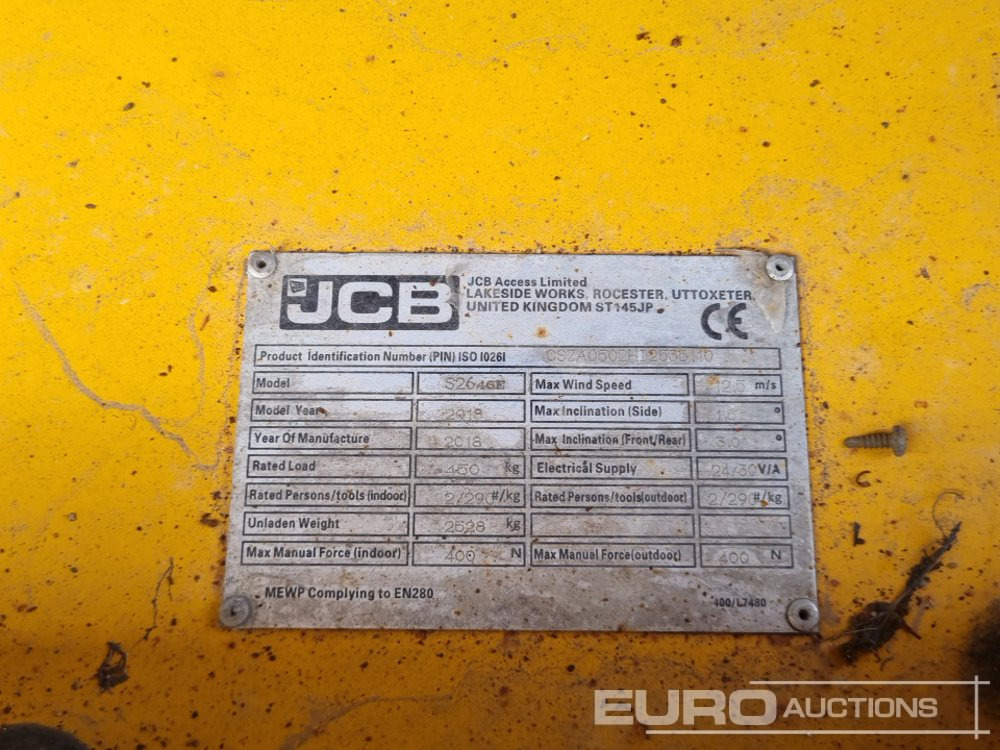 JCB
JCB Access Limited
LAKESIDE WORKS, ROCESTER, UTTOXETER,
UNITED KINGDOM ST145JP
CE
Product Identification Number (PIN) ISO 10261
Model S2646E Max Wind Speed 12.5 m/s
Model Year 2018 Max Inclination (Side) °
Year Of Manufacture 2018 Max Inclination (Front/Rear) 3.0 °
Rated Load 450 kg Electrical Supply 24/30 V/A
Rated Persons/tools (indoor) 2/290 #/kg Rated Persons/tools(outdoor) 2/290 #/kg
Unladen Weight 2528 kg
Max Manual Force (indoor) 400 N Max Manual Force(outdoor) 400 N
MEWP Complying to EN280
400/L7480
EURO AUCTIONS